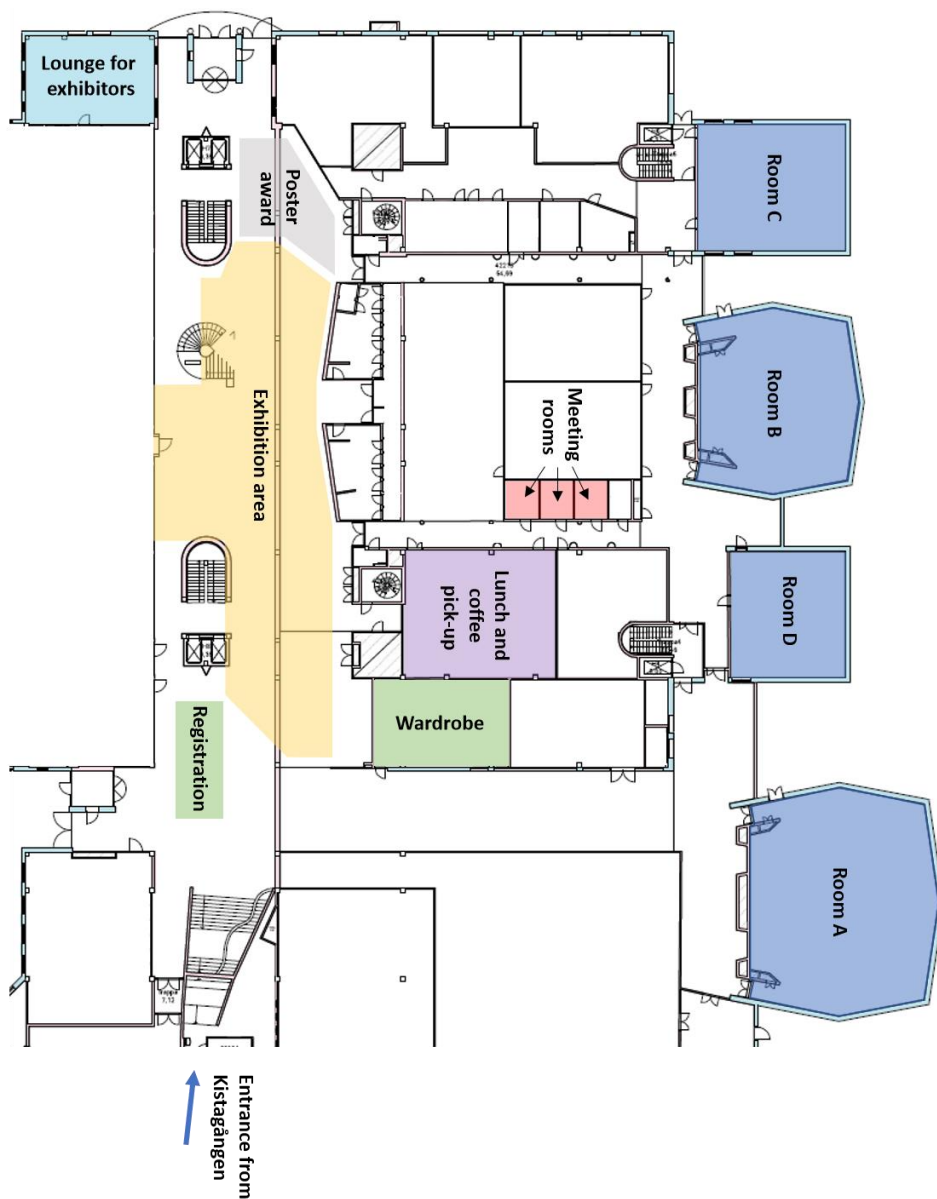 Lounge for
exhibitors
Poster
award
Room C
Room B
Exhibition area
Meeting
rooms
Lunch and
coffee
pick-up
Room D
Wardrobe
Registration
Room A
Entrance from
Kistagången